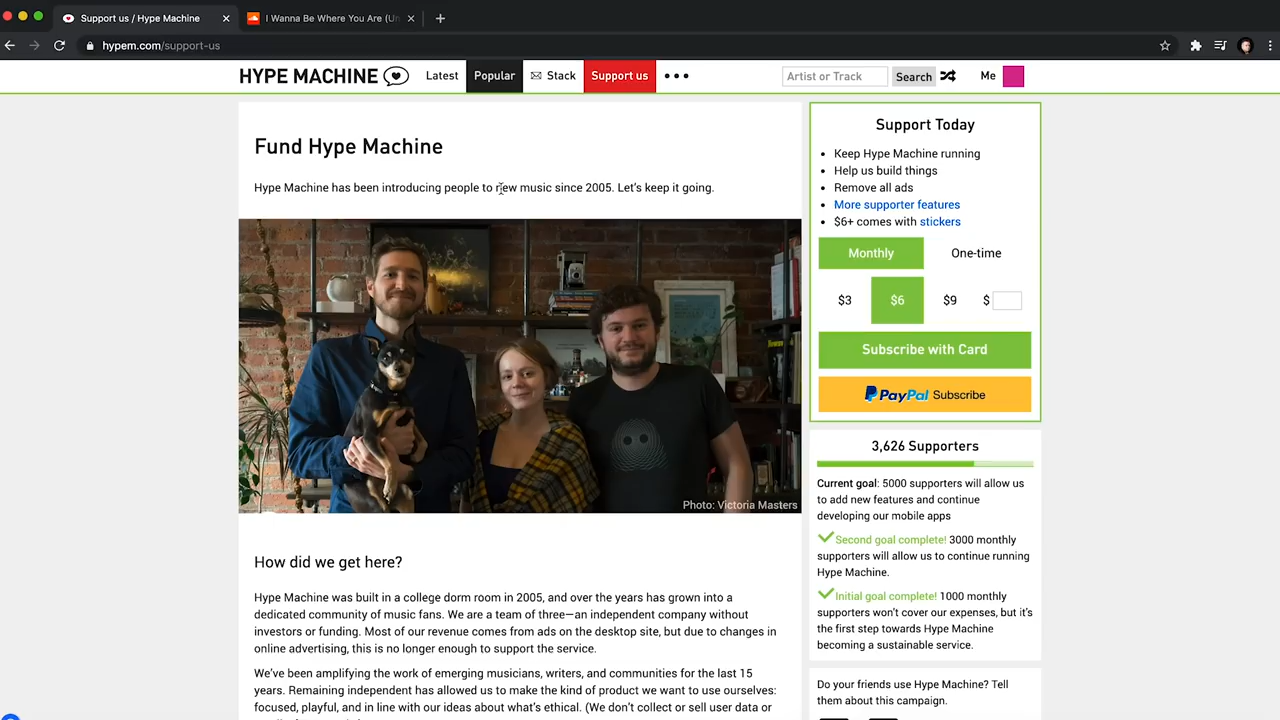 Support us / Hype Machine
I Wanna Be Where You Are (Un
hypem.com/support-us
HYPE MACHINE
Latest
Popular
Stack
Support us
Artist or Track
Search
Me
Fund Hype Machine
Hype Machine has been introducing people to new music since 2005. Let's keep it going.
Photo: Victoria Masters
How did we get here?
Hype Machine was built in a college dorm room in 2005, and over the years has grown into a
dedicated community of music fans. We are a team of three—an independent company without
investors or funding. Most of our revenue comes from ads on the desktop site, but due to changes in
online advertising, this is no longer enough to support the service.
We've been amplifying the work of emerging musicians, writers, and communities for the last 15
years. Remaining independent has allowed us to make the kind of product we want to use ourselves:
focused, playful, and in line with our ideas about what's ethical. (We don't collect or sell user data or
Support Today
Keep Hype Machine running
Help us build things
Remove all ads
More supporter features
$6+ comes with stickers
Monthly
One-time
$3
$6
$9
$
Subscribe with Card
PayPal Subscribe
3,626 Supporters
Current goal: 5000 supporters will allow us
to add new features and continue
developing our mobile apps
Second goal complete! 3000 monthly
supporters will allow us to continue running
Hype Machine.
Initial goal complete! 1000 monthly
supporters won't cover our expenses, but it's
the first step towards Hype Machine
becoming a sustainable service.
Do your friends use Hype Machine? Tell
them about this campaign.